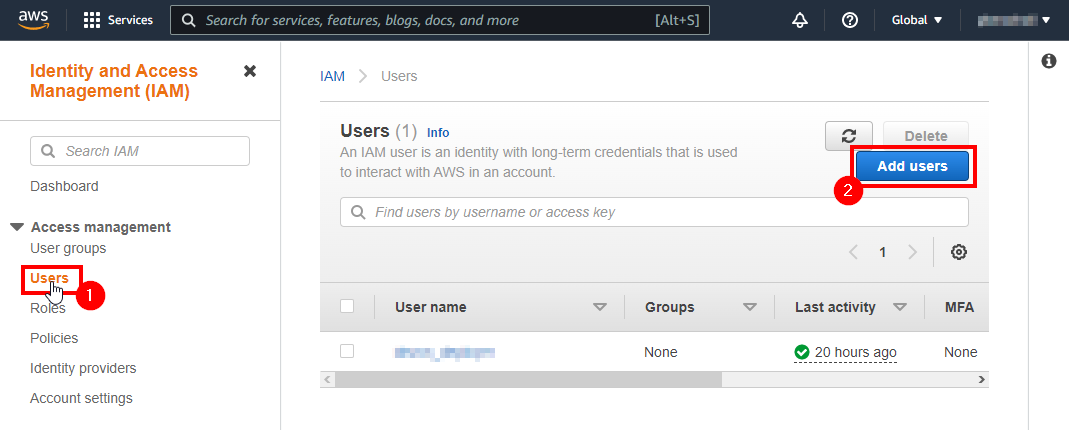 aws
Services
Search for services, features, blogs, docs, and more
[Alt+S]
Global
Identity and Access
Management (IAM)
Search IAM
Dashboard
Access management
User groups
Users
1
Roles
Policies
Identity providers
Account settings
IAM
Users
Users (1) Info
An IAM user is an identity with long-term credentials that is used
to interact with AWS in an account.
Delete
Add users
2
Find users by username or access key
1
User name
Groups
Last activity
MFA
None
20 hours ago
None